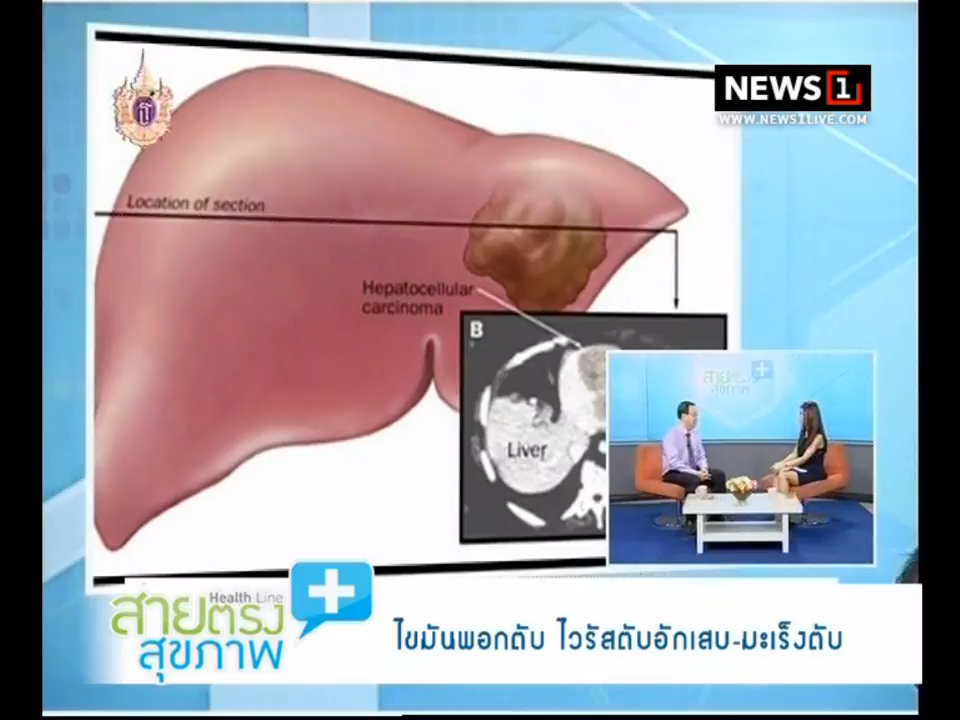 NEWS 1
WWW.NEWS1LIVE.COM
Location of section
Hepatocellular
carcinoma
B
Liver
สายตรง
สุขภาพ
Health Line
สายตรง
สุขภาพ
ไขมันพอกตับ ไวรัสตับอักเสบ-มะเร็งตับ